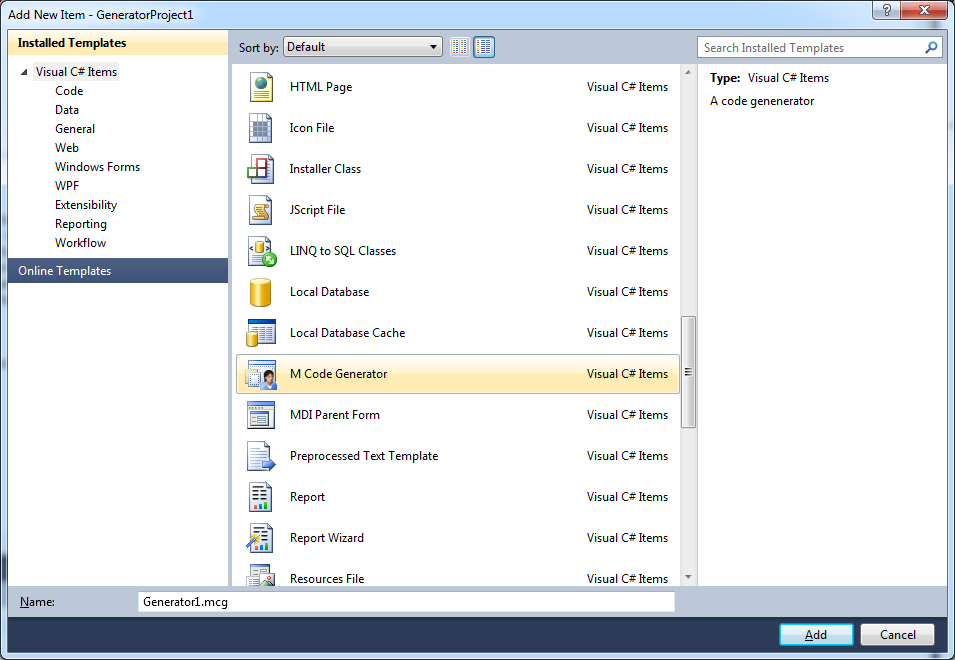 Add New Item - GeneratorProject1
Installed Templates
Sort by: Default
Search Installed Templates
Visual C# Items
Code
Data
General
Web
Windows Forms
WPF
Extensibility
Reporting
Workflow
Online Templates
HTML Page Visual C# Items
Icon File Visual C# Items
Installer Class Visual C# Items
JScript File Visual C# Items
LINQ to SQL Classes Visual C# Items
Local Database Visual C# Items
Local Database Cache Visual C# Items
M Code Generator Visual C# Items
MDI Parent Form Visual C# Items
Preprocessed Text Template Visual C# Items
Report Visual C# Items
Report Wizard Visual C# Items
Resources File Visual C# Items
Type: Visual C# Items
A code genenerator
Name: Generator1.mcg
Add Cancel